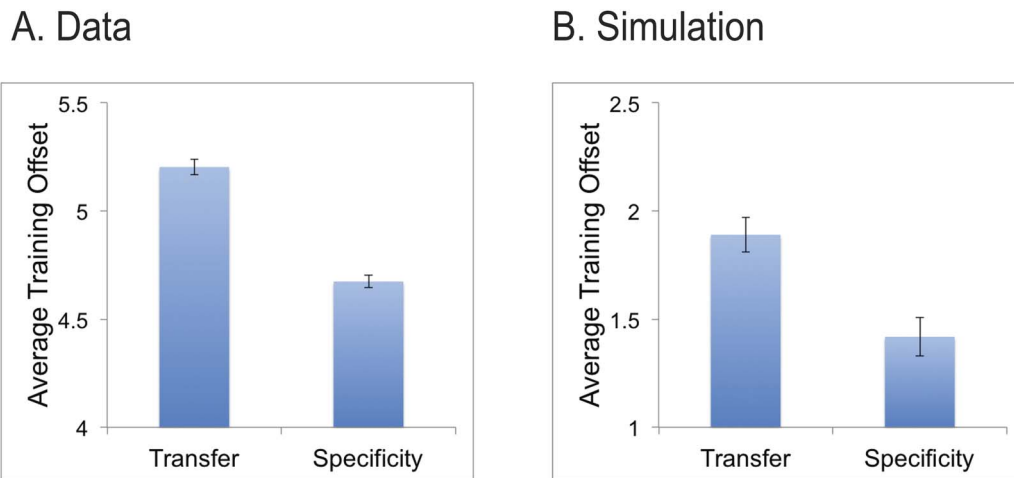 A. Data
5.5
5
4.5
4
Average Training Offset
Transfer
Specificity
B. Simulation
2.5
2
1.5
1
Average Training Offset
Transfer
Specificity